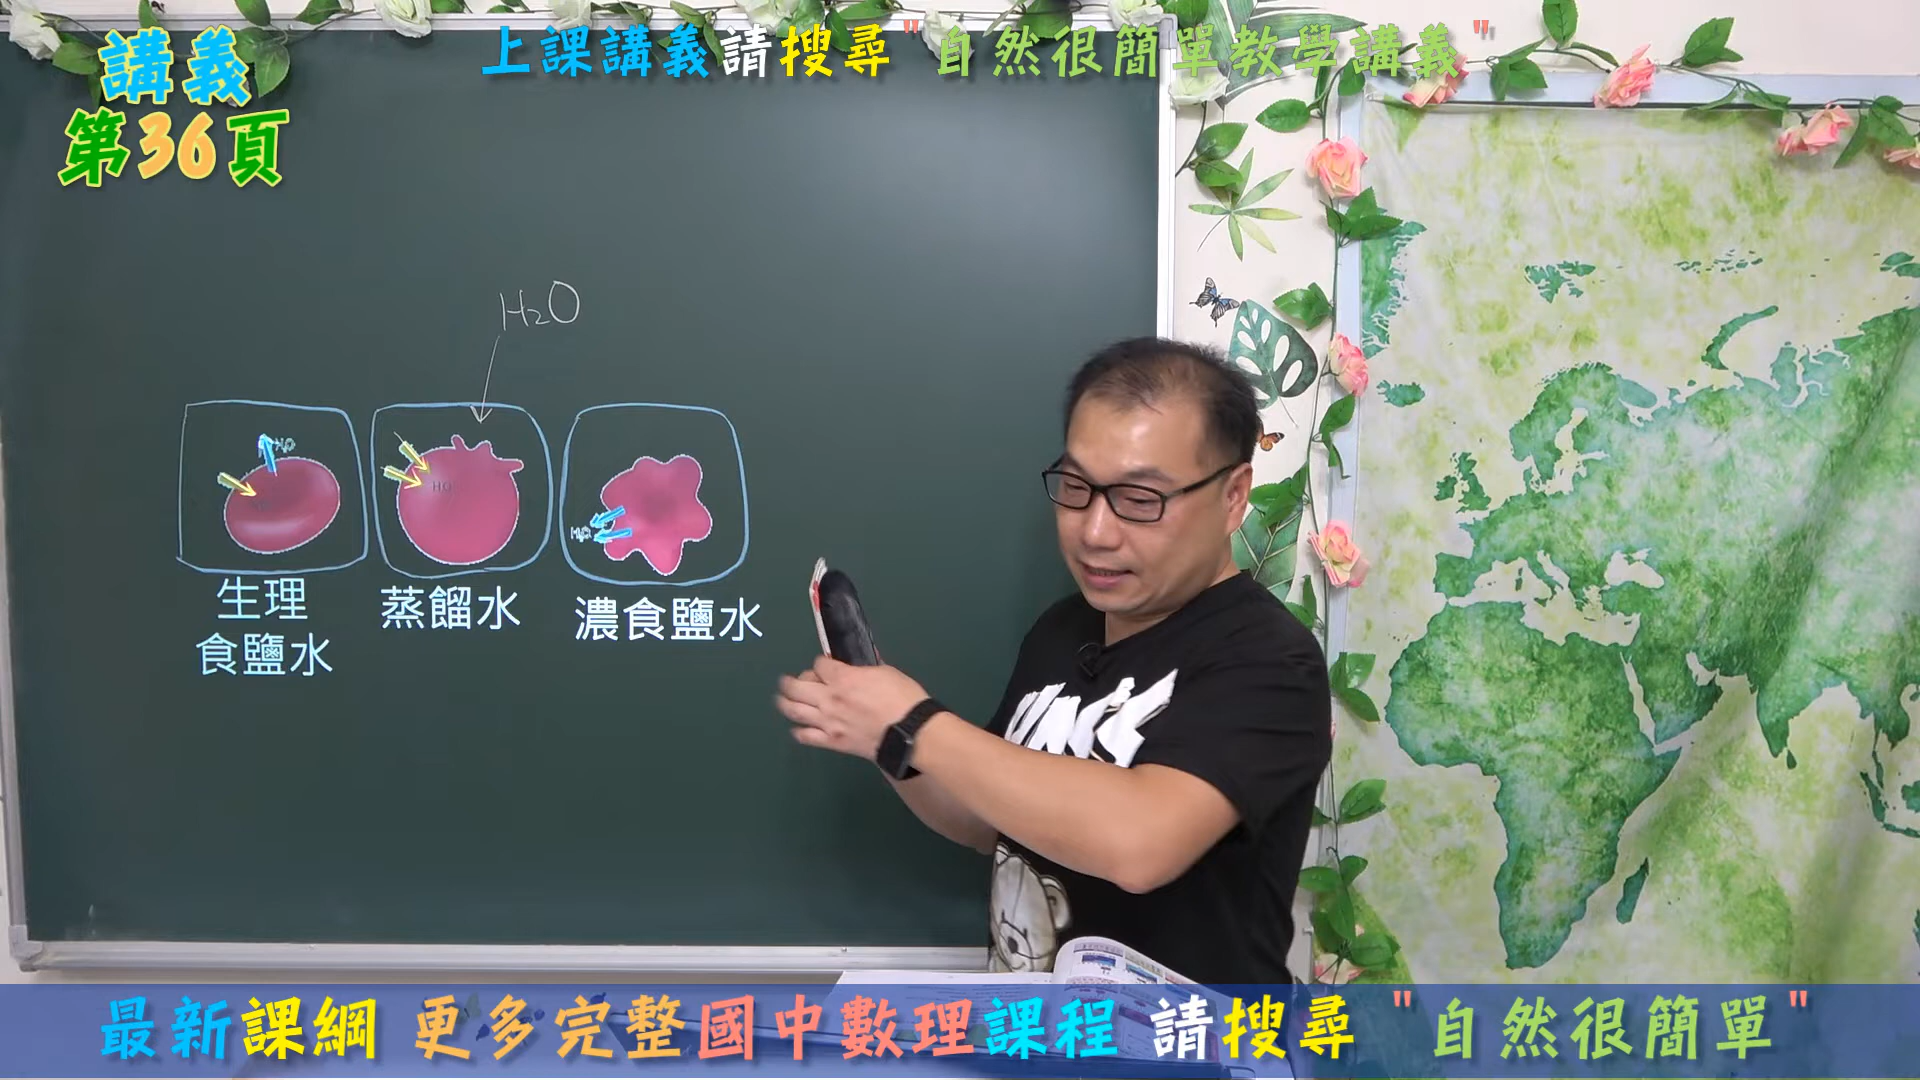 上課講義請搜尋"自然很簡單教學講義"
講義
第36頁
H₂O
H₂O
H₂O
H₂O
生理
食鹽水
蒸餾水
濃食鹽水
最新課綱 更多完整國中數理課程 請搜尋 "自然很簡單"